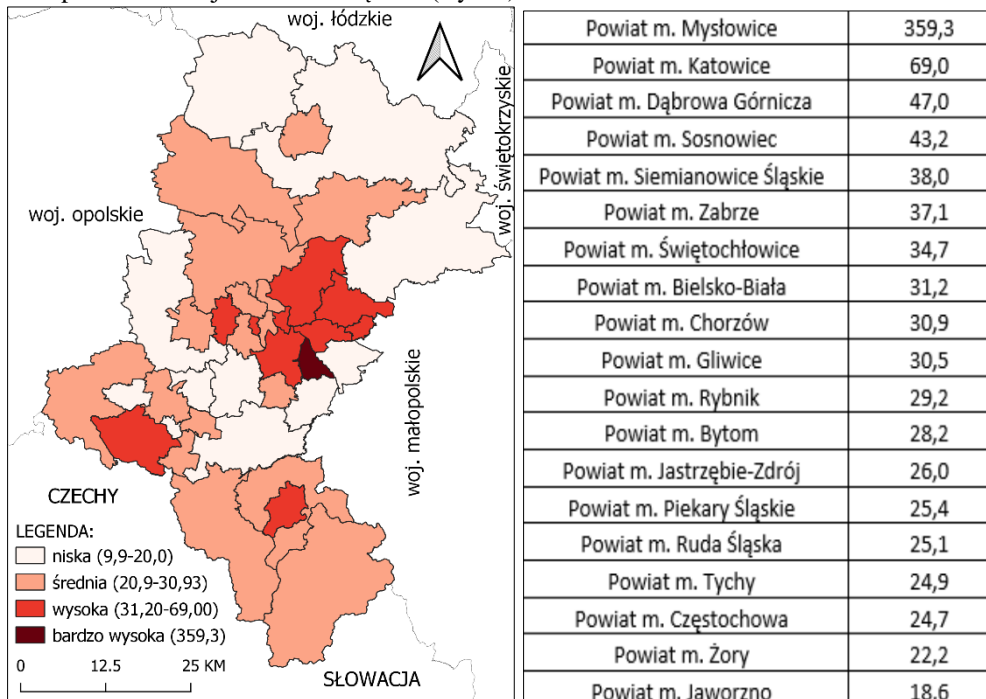 woj. łódzkie
woj. świętokrzyskie
woj. opolskie
woj. małopolskie
CZECHY
LEGENDA:
niska (9,9-20,0)
średnia (20,9-30,93)
wysoka (31,20-69,00)
bardzo wysoka (359,3)
0 12.5 25 KM
SŁOWACJA
Powiat m. Mysłowice 359,3
Powiat m. Katowice 69,0
Powiat m. Dąbrowa Górnicza 47,0
Powiat m. Sosnowiec 43,2
Powiat m. Siemianowice Śląskie 38,0
Powiat m. Zabrze 37,1
Powiat m. Świętochłowice 34,7
Powiat m. Bielsko-Biała 31,2
Powiat m. Chorzów 30,9
Powiat m. Gliwice 30,5
Powiat m. Rybnik 29,2
Powiat m. Bytom 28,2
Powiat m. Jastrzębie-Zdrój 26,0
Powiat m. Piekary Śląskie 25,4
Powiat m. Ruda Śląska 25,1
Powiat m. Tychy 24,9
Powiat m. Częstochowa 24,7
Powiat m. Żory 22,2
Powiat m. Jaworzno 18,6